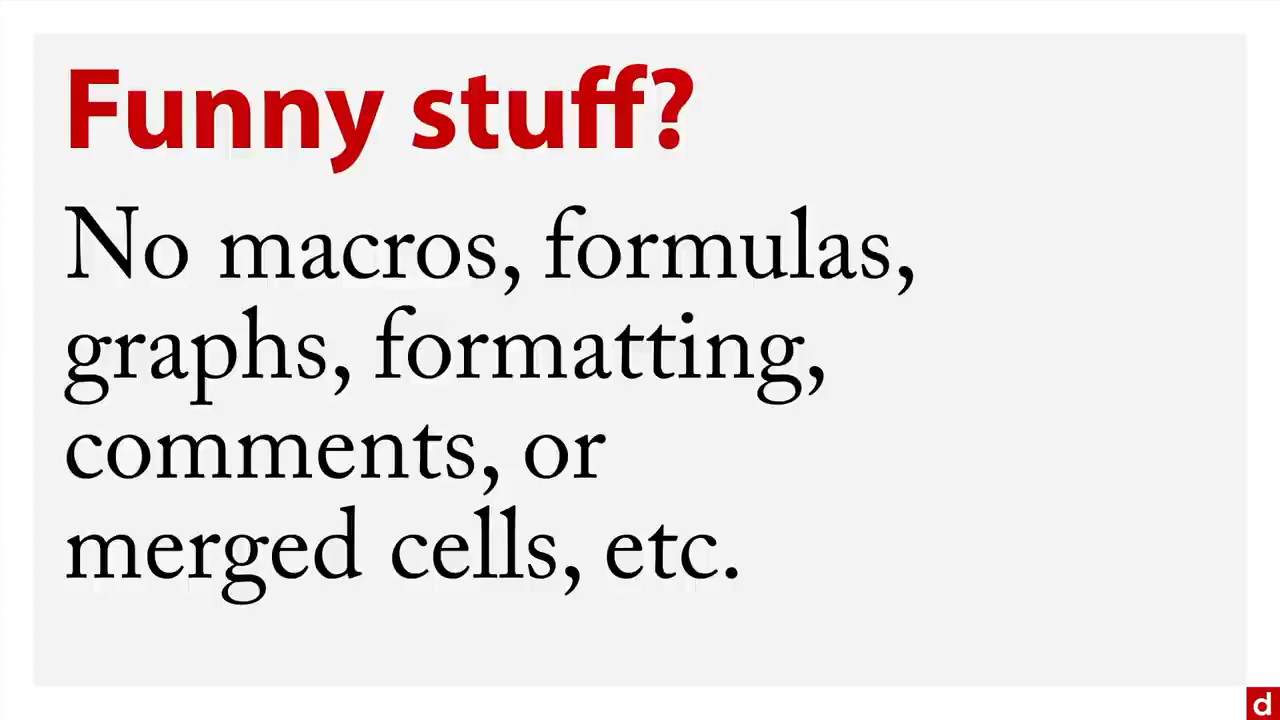 Funny stuff?
No macros, formulas,
graphs, formatting,
comments, or
merged cells, etc.
d